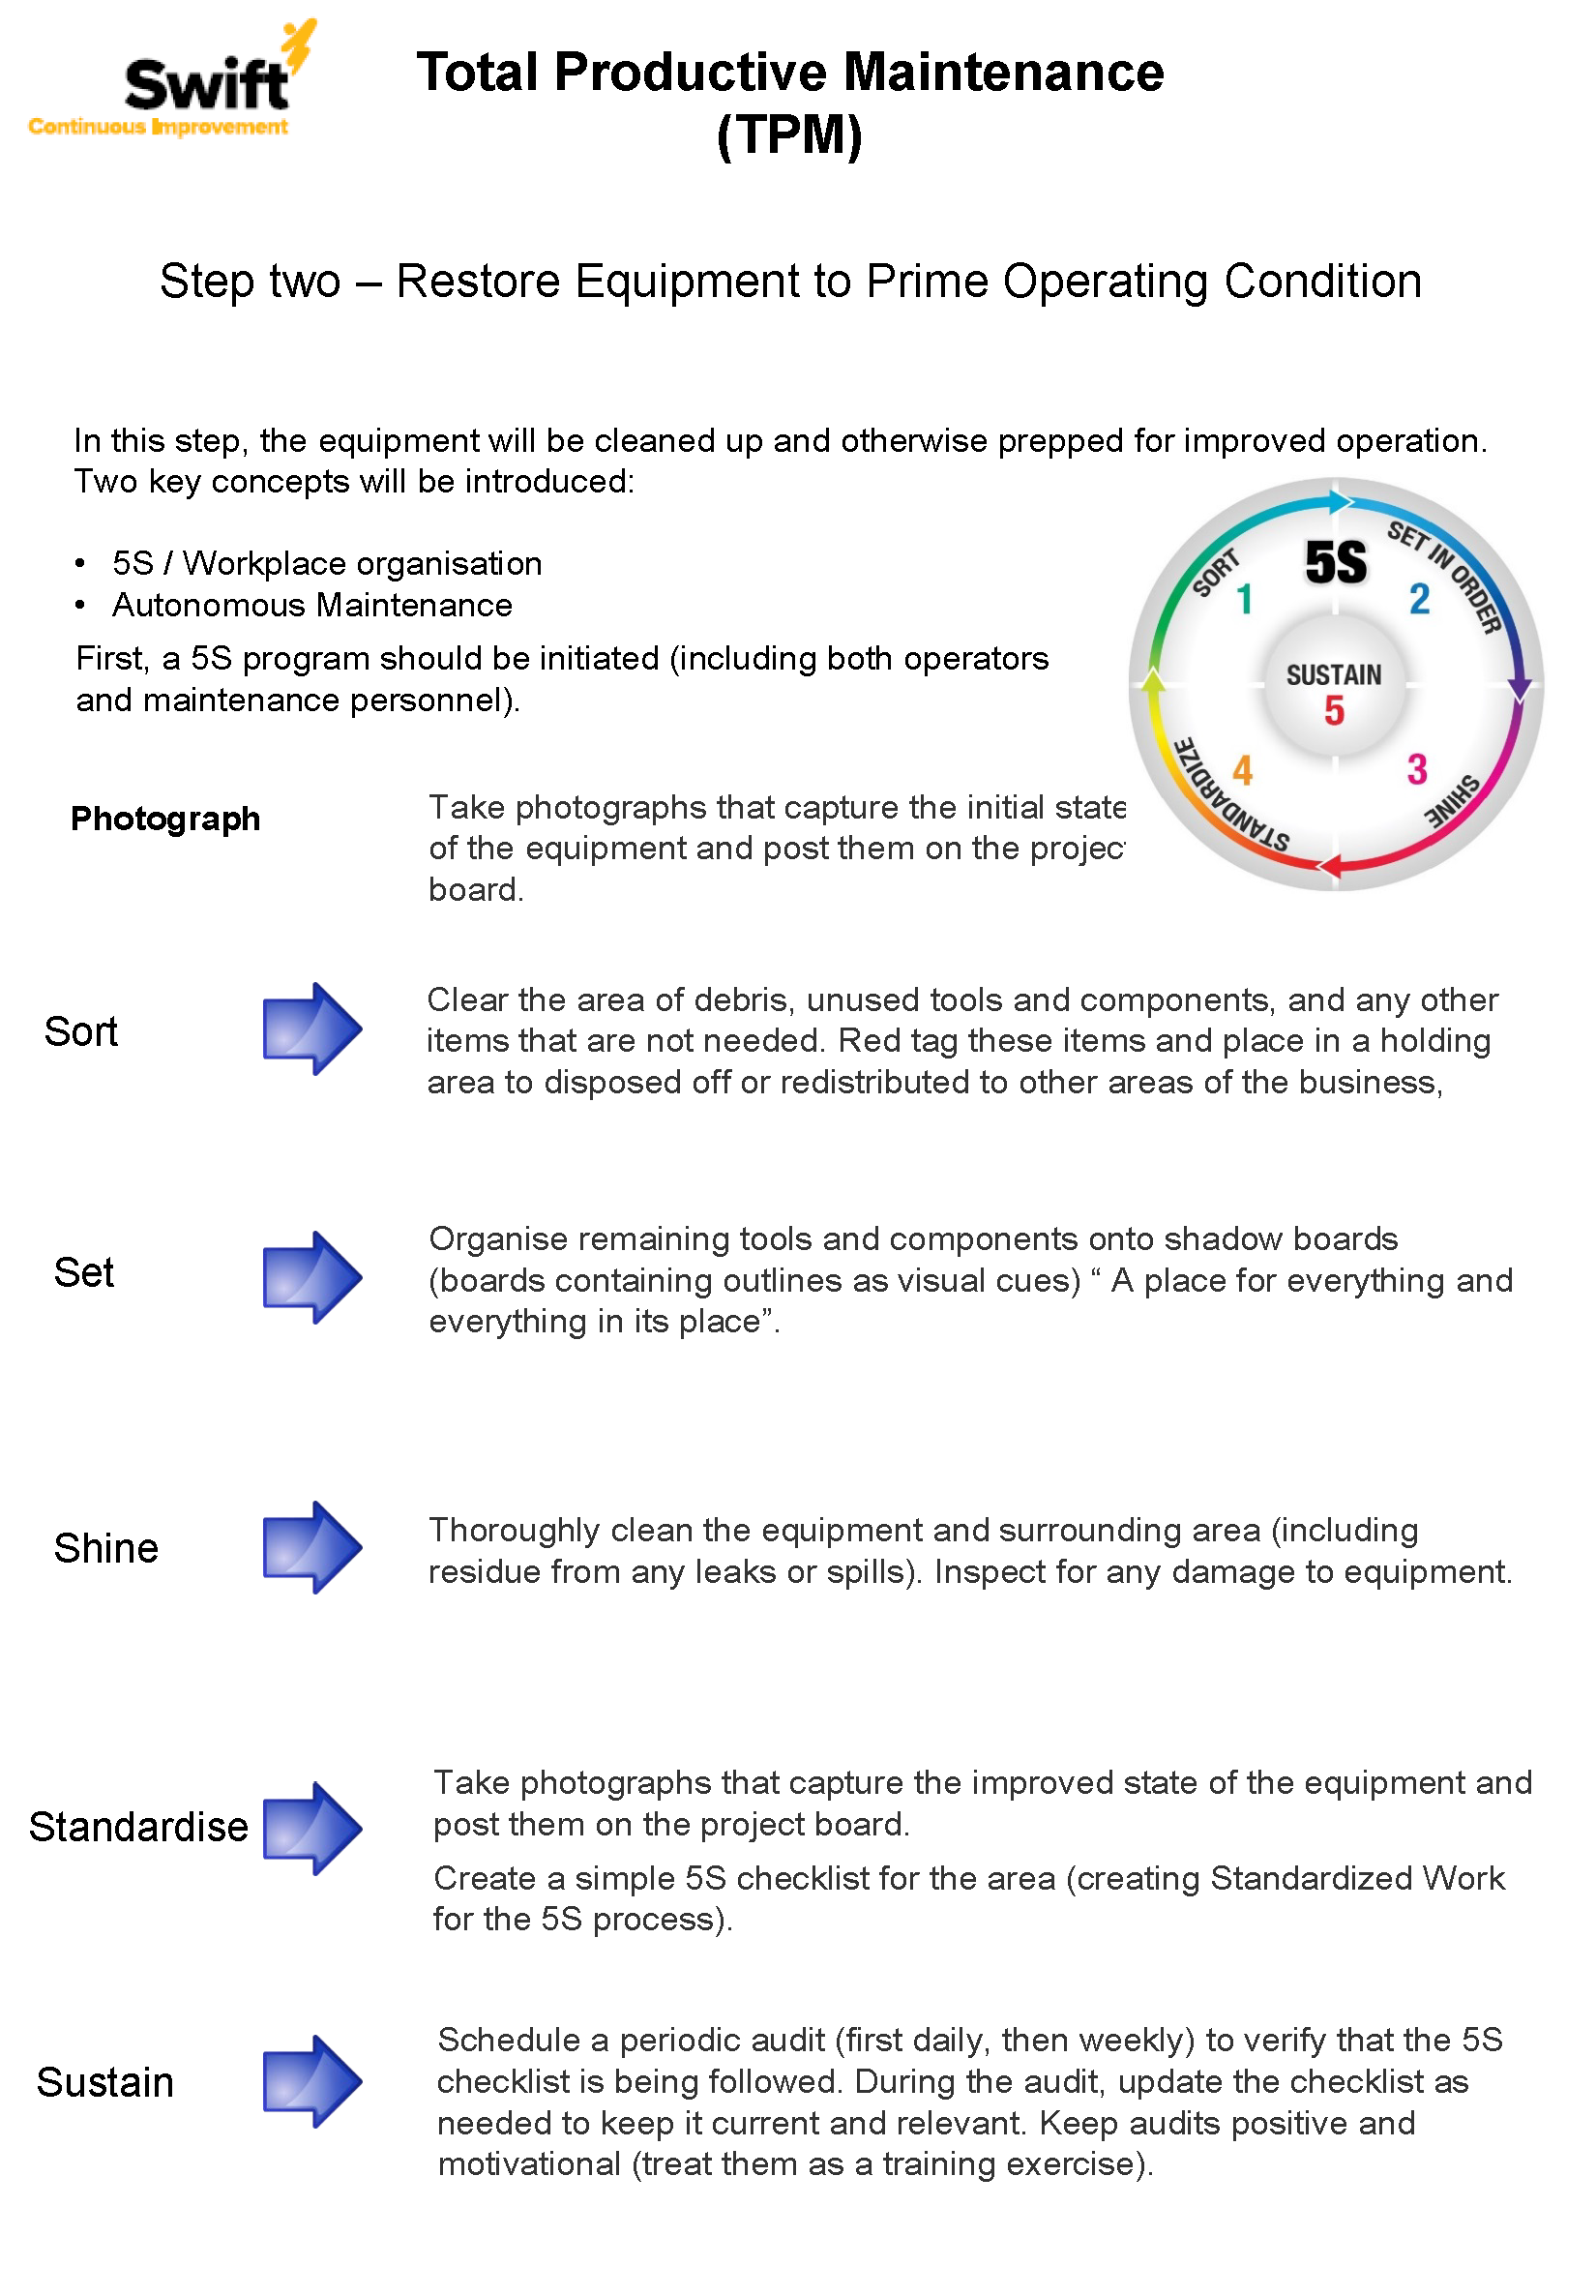 Swift
Continuous Improvement
Total Productive Maintenance
(TPM)
Step two – Restore Equipment to Prime Operating Condition
In this step, the equipment will be cleaned up and otherwise prepped for improved operation.
Two key concepts will be introduced:
• 5S / Workplace organisation
• Autonomous Maintenance
First, a 5S program should be initiated (including both operators
and maintenance personnel).
5S
SORT
1
SET IN ORDER
2
SUSTAIN
5
STANDARDIZE
4
SHINE
3
Photograph
Take photographs that capture the initial state
of the equipment and post them on the projec
board.
Sort
Clear the area of debris, unused tools and components, and any other
items that are not needed. Red tag these items and place in a holding
area to disposed off or redistributed to other areas of the business,
Set
Organise remaining tools and components onto shadow boards
(boards containing outlines as visual cues) “ A place for everything and
everything in its place”.
Shine
Thoroughly clean the equipment and surrounding area (including
residue from any leaks or spills). Inspect for any damage to equipment.
Standardise
Take photographs that capture the improved state of the equipment and
post them on the project board.
Create a simple 5S checklist for the area (creating Standardized Work
for the 5S process).
Sustain
Schedule a periodic audit (first daily, then weekly) to verify that the 5S
checklist is being followed. During the audit, update the checklist as
needed to keep it current and relevant. Keep audits positive and
motivational (treat them as a training exercise).